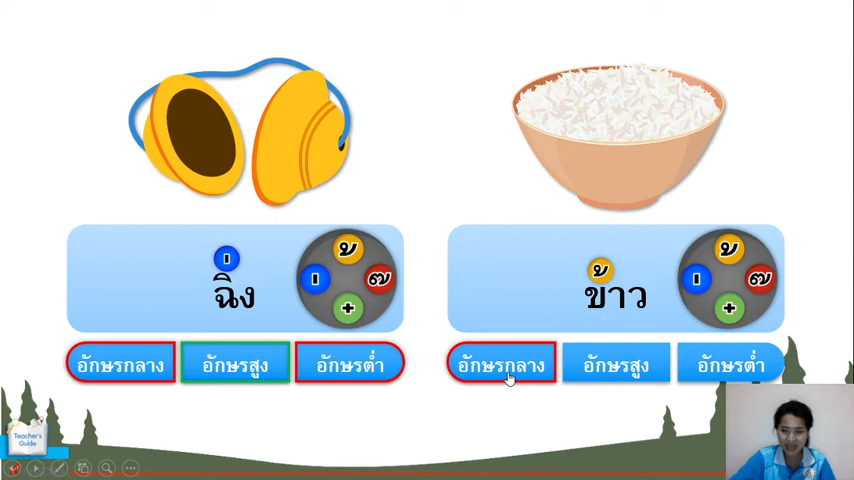 ฉิ่ง
ข้าว
อักษรกลาง อักษรสูง อักษรต่ำ
อักษรกลาง อักษรสูง อักษรต่ำ
Teacher's
Guide